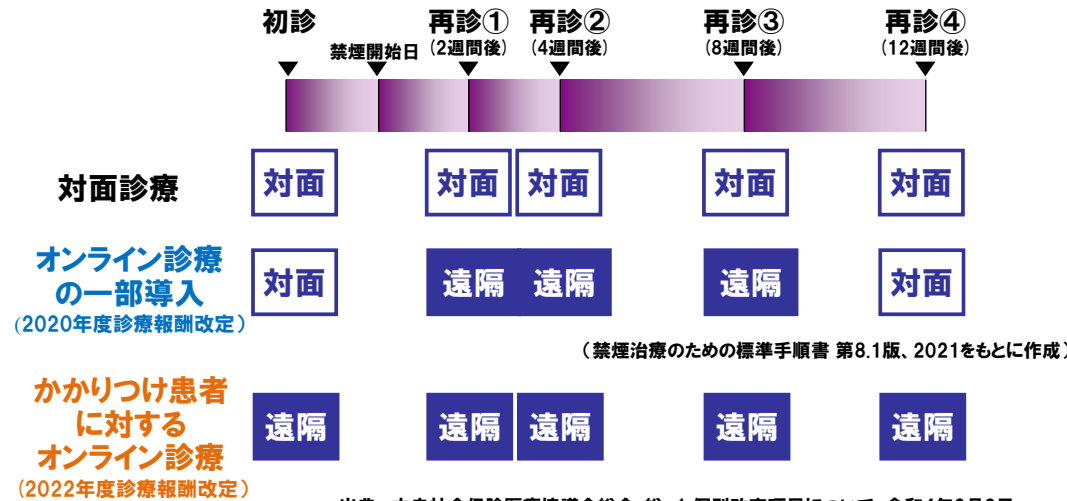 初診
禁煙開始日
再診①
(2週間後)
再診②
(4週間後)
再診③
(8週間後)
再診④
(12週間後)
対面診療
対面
対面
対面
対面
対面
オンライン診療
の一部導入
(2020年度診療報酬改定)
対面
遠隔
遠隔
遠隔
対面
(禁煙治療のための標準手順書 第8.1版、2021をもとに作成)
かかりつけ患者
に対する
オンライン診療
(2022年度診療報酬改定)
遠隔
遠隔
遠隔
遠隔
遠隔